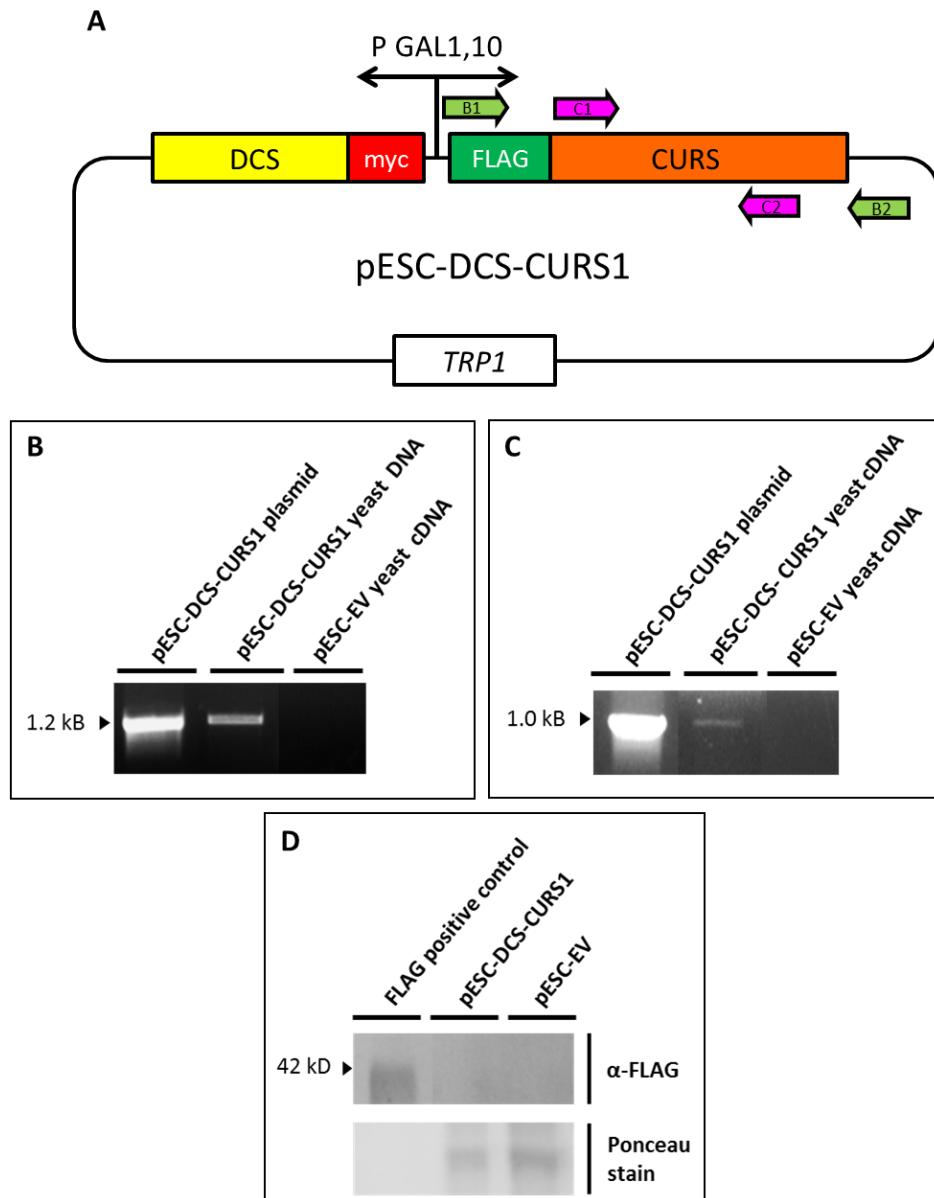 A
P GAL1,10
B1
C1
DCS
myc
FLAG
CURS
C2
B2
pESC-DCS-CURS1
TRP1
B
pESC-DCS-CURS1 plasmid
pESC-DCS-CURS1 yeast DNA
pESC-EV yeast cDNA
1.2 kB
C
pESC-DCS-CURS1 plasmid
pESC-DCS- CURS1 yeast cDNA
pESC-EV yeast cDNA
1.0 kB
D
FLAG positive control
pESC-DCS-CURS1
pESC-EV
42 kD
α-FLAG
Ponceau
stain